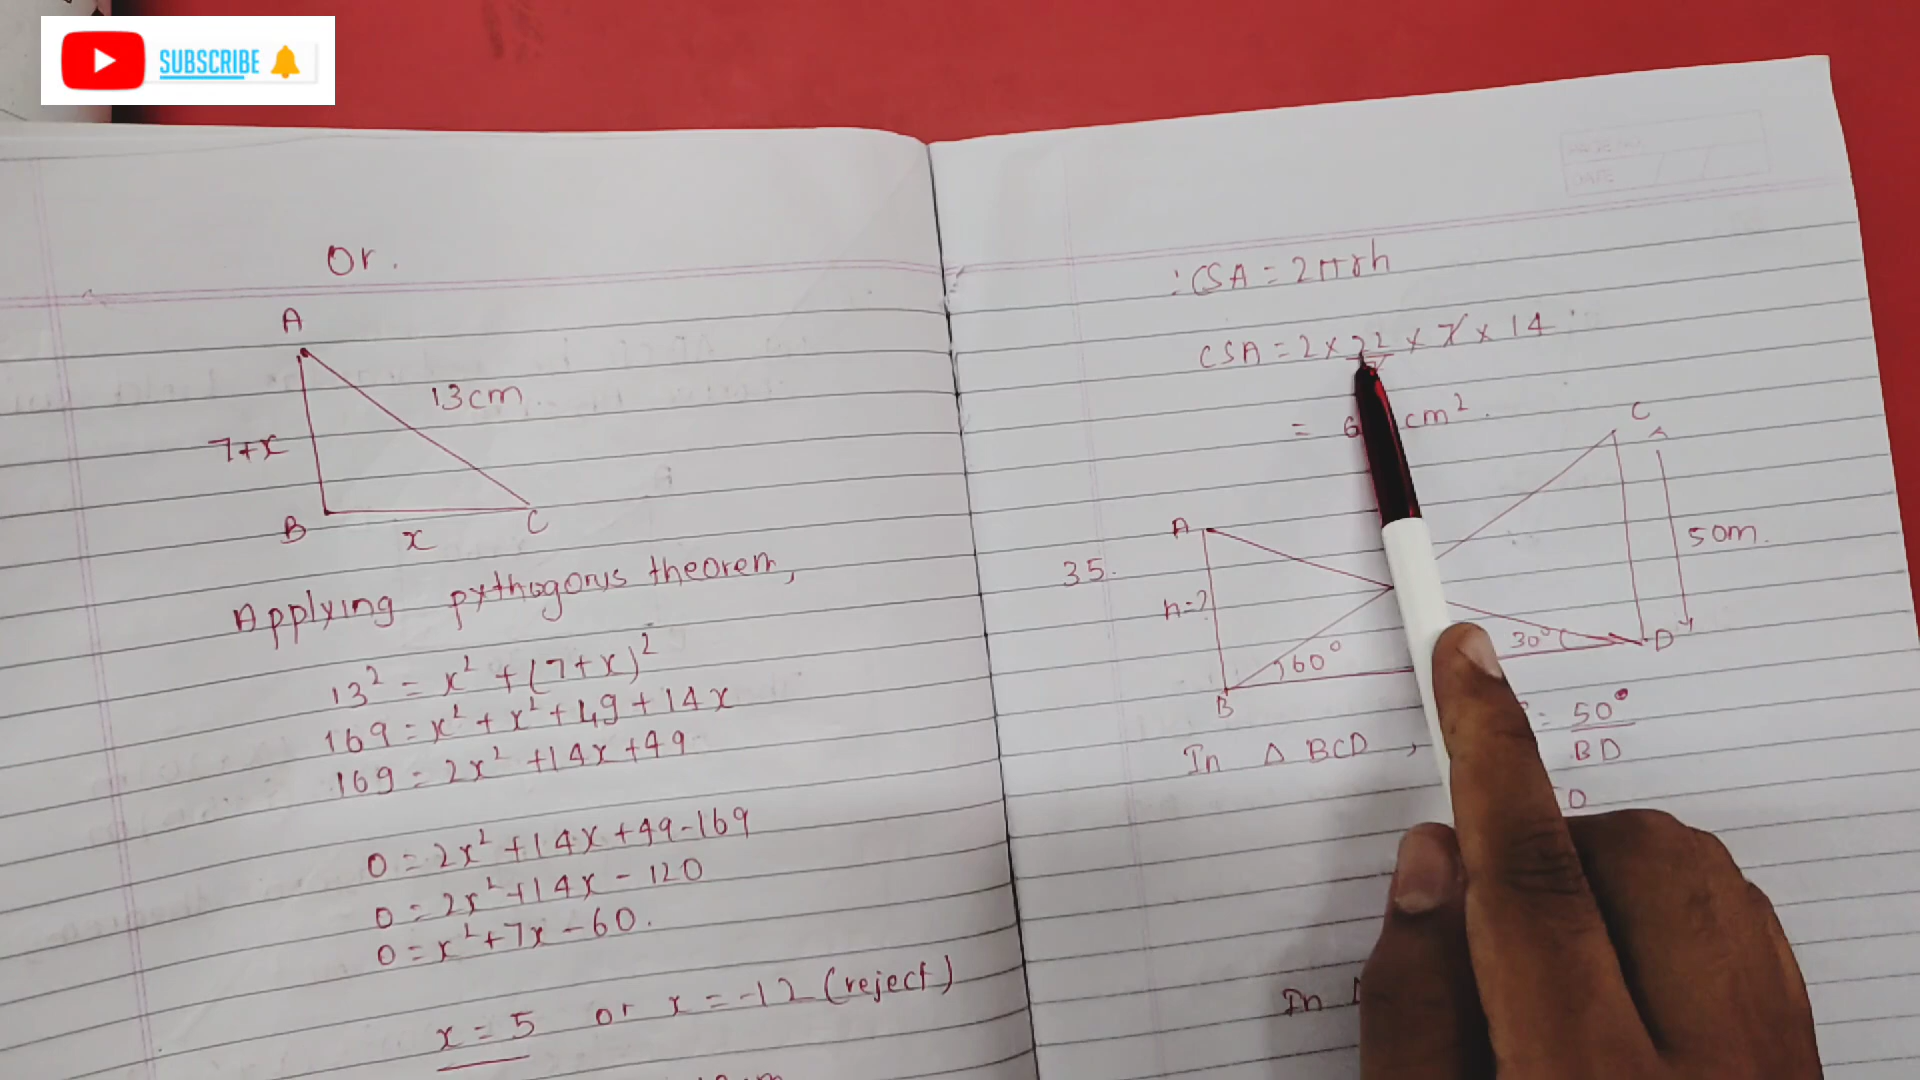 SUBSCRIBE
Or.
A
13cm
7+x
B
x
C
Applying pythogorus theorem,
13² = x² + (7+x)²
169 = x² + x² + 49 + 14x
169 = 2x² + 14x + 49
0 = 2x² + 14x + 49 - 169
0 = 2x² + 14x - 120
0 = x² + 7x - 60.
x = 5 or x = -12 (reject)
∴ CSA = 2πrh
CSA = 2 × 22 × 7 × 14
= 6 cm².
C
35.
A
50m.
h=?
60°
30°
D
B
In △ BCD, = 50°
BD
In